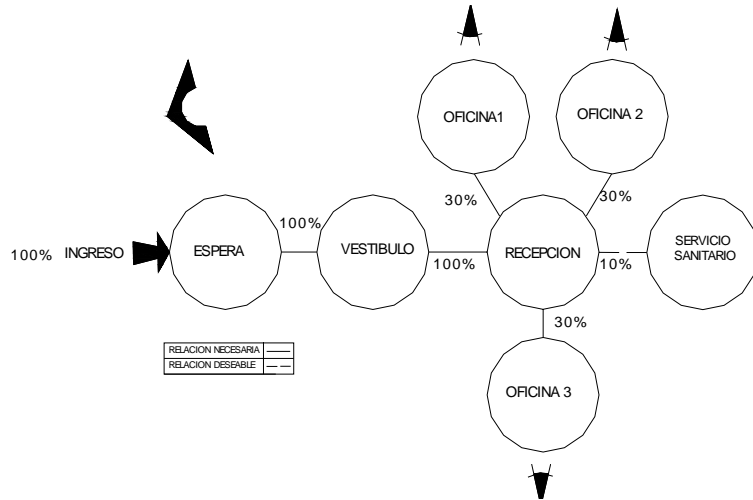 OFICINA1
OFICINA 2
30%
30%
100% INGRESO
ESPERA
100%
VESTIBULO
100%
RECEPCION
10%
SERVICIO
SANITARIO
30%
RELACION NECESARIA
RELACION DESEABLE
OFICINA 3